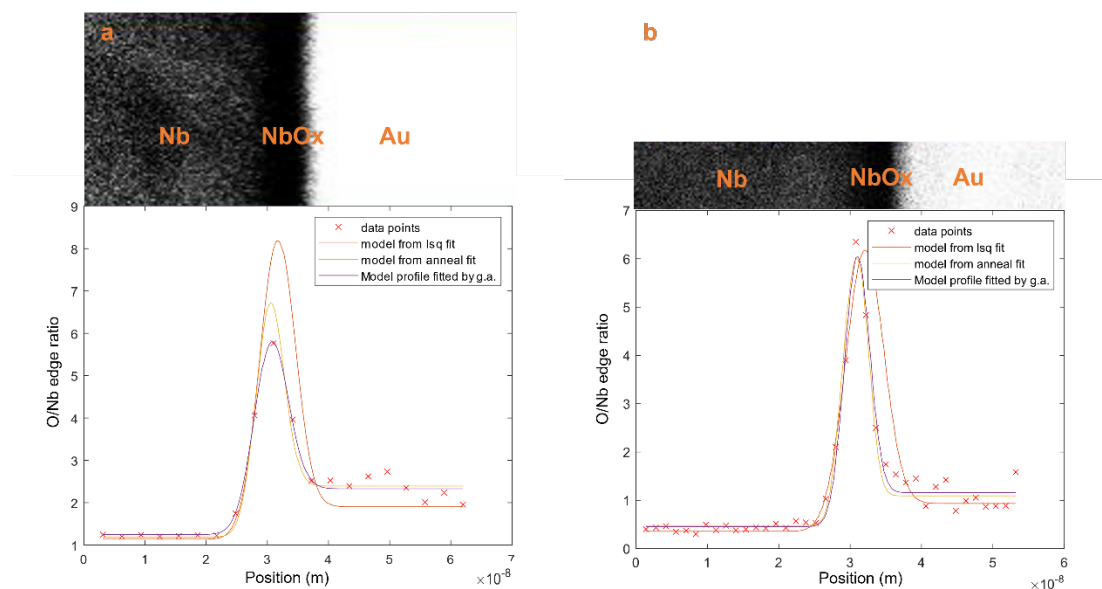 a
Nb NbOx Au
9
8
7
6
5
4
3
2
1
O/Nb edge ratio
data points
model from lsq fit
model from anneal fit
Model profile fitted by g.a.
0 1 2 3 4 5 6 7
Position (m)
×10⁻⁸
b
Nb NbOx Au
7
6
5
4
3
2
1
0
O/Nb edge ratio
data points
model from lsq fit
model from anneal fit
Model profile fitted by g.a.
0 1 2 3 4 5 6
Position (m)
×10⁻⁸